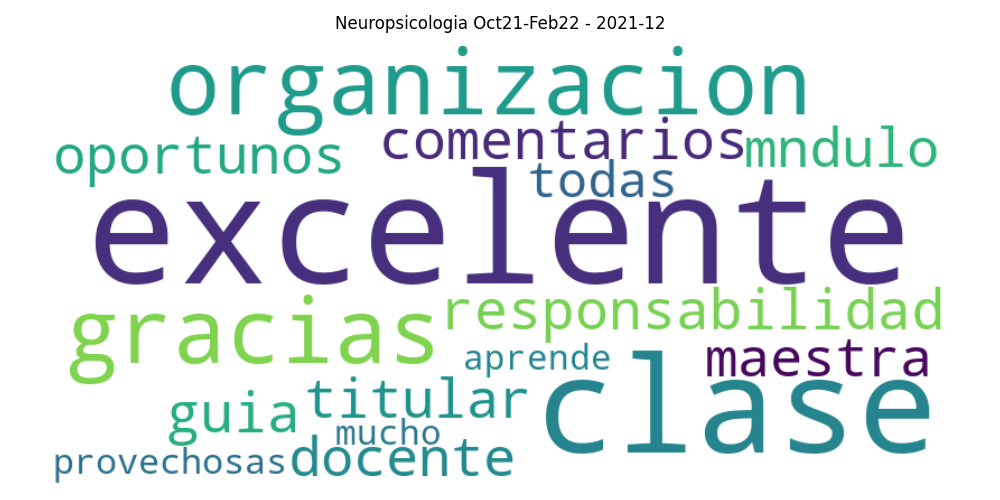 Neuropsicologia Oct21-Feb22 - 2021-12
organizacion
oportunos comentarios mndulo
todas
excelente
gracias responsabilidad
aprende maestra
guia titular clase
mucho
provechosas docente